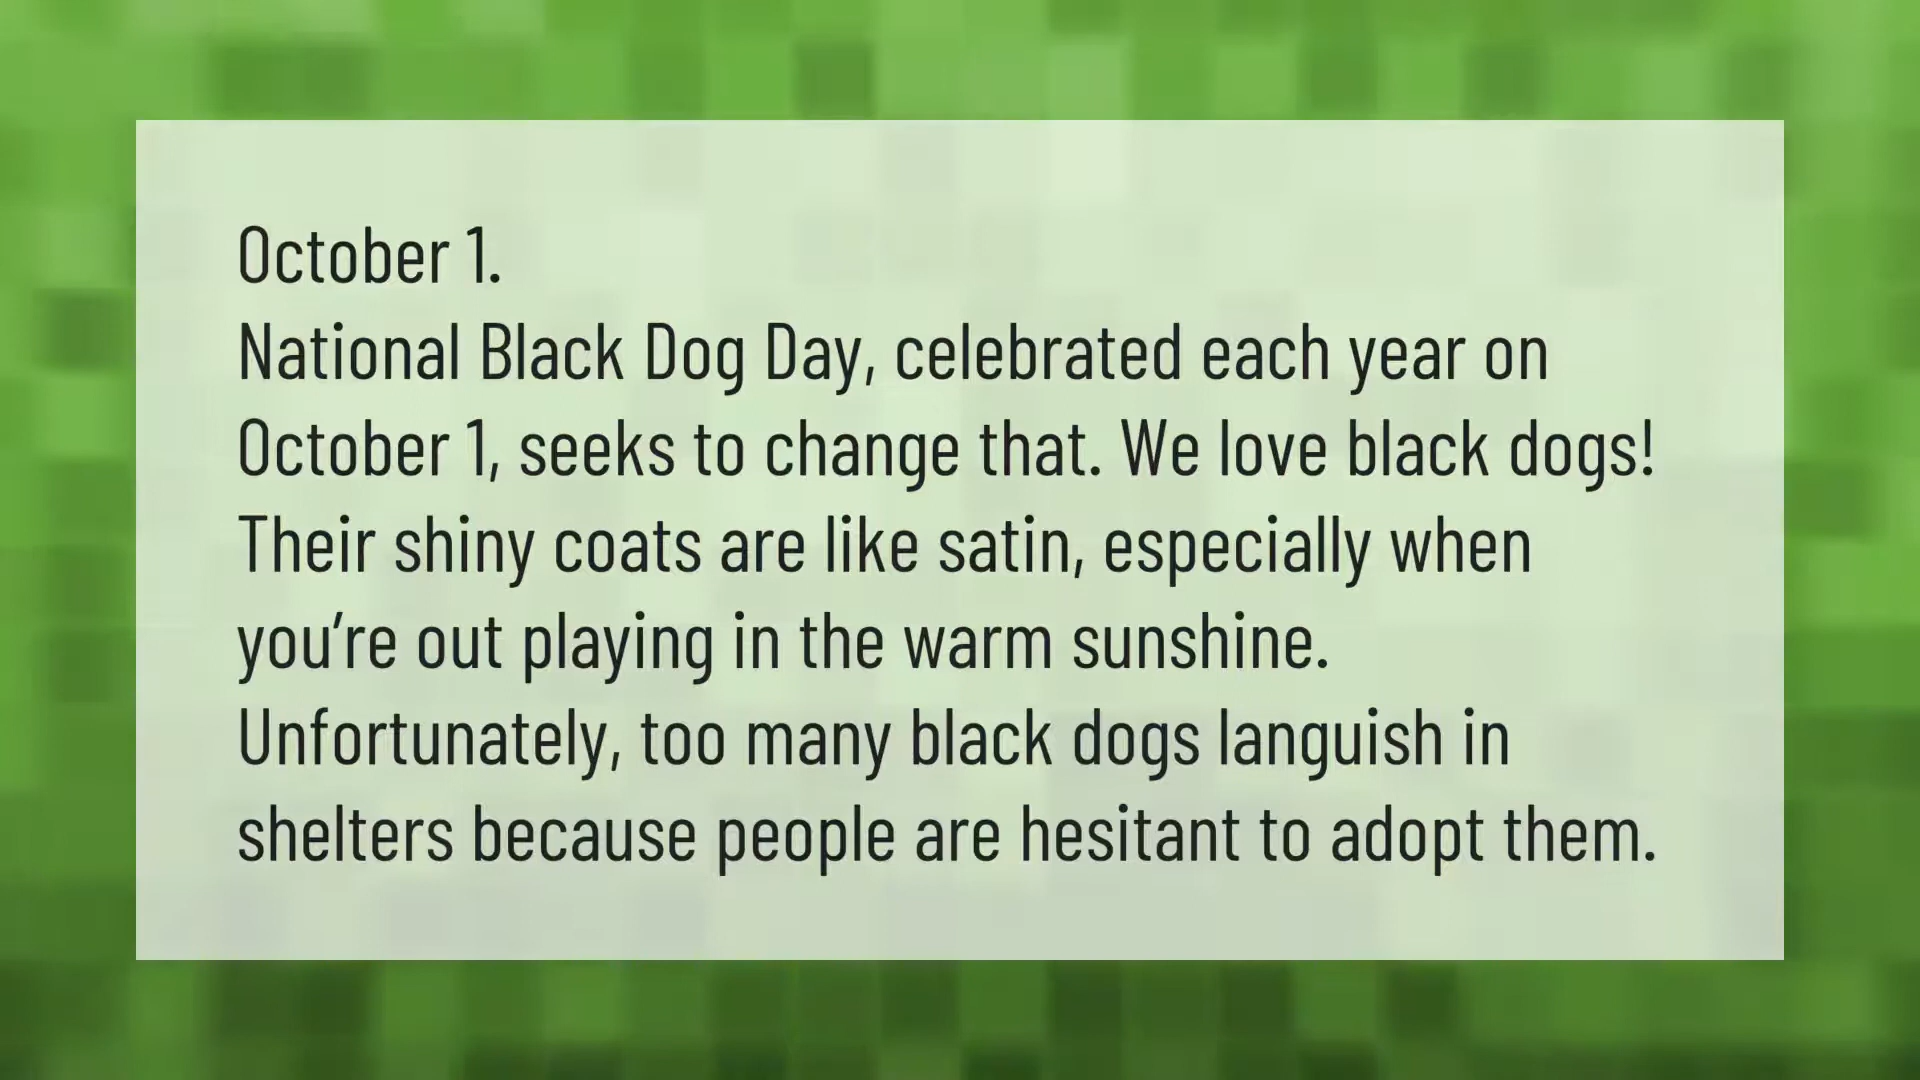 October 1.
National Black Dog Day, celebrated each year on
October 1, seeks to change that. We love black dogs!
Their shiny coats are like satin, especially when
you’re out playing in the warm sunshine.
Unfortunately, too many black dogs languish in
shelters because people are hesitant to adopt them.